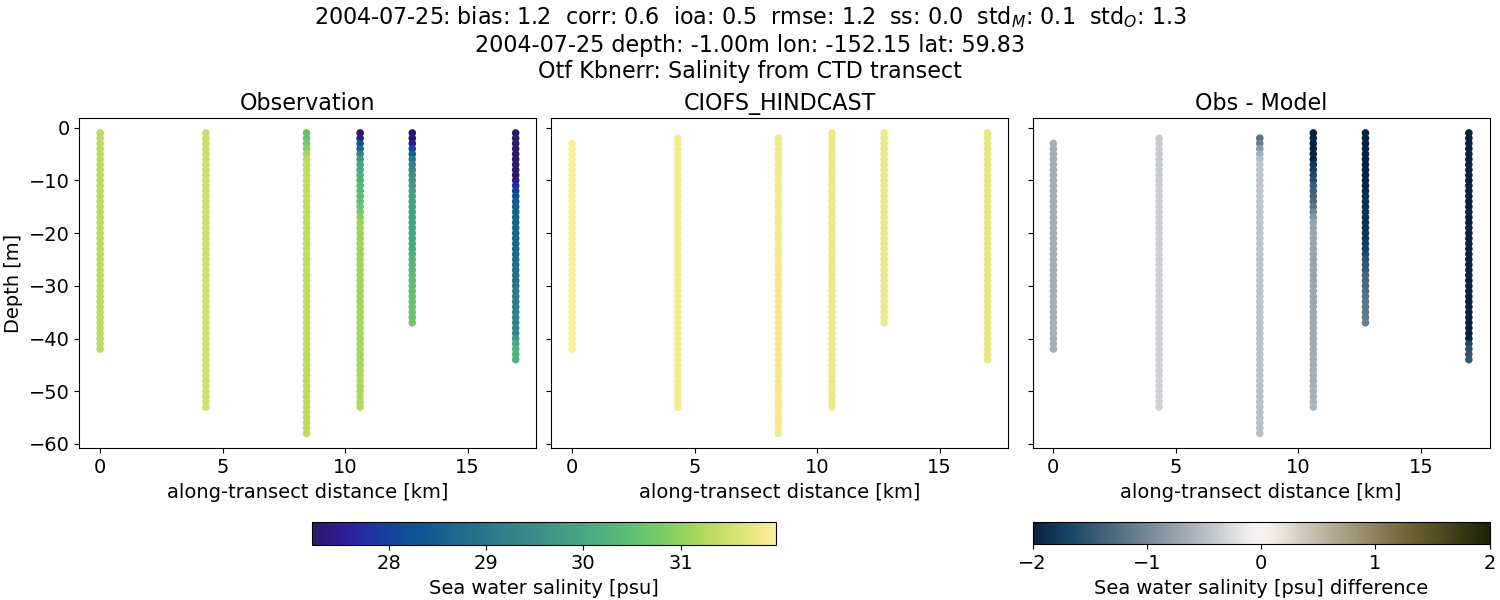 2004-07-25: bias: 1.2 corr: 0.6 ioa: 0.5 rmse: 1.2 ss: 0.0 std_M: 0.1 std_O: 1.3
2004-07-25 depth: -1.00m lon: -152.15 lat: 59.83
Otf Kbnerr: Salinity from CTD transect
Observation
CIOFS_HINDCAST
Obs - Model
Depth [m]
0
−10
−20
−30
−40
−50
−60
0 5 10 15
0 5 10 15
0 5 10 15
along-transect distance [km]
along-transect distance [km]
along-transect distance [km]
28 29 30 31
Sea water salinity [psu]
−2 −1 0 1 2
Sea water salinity [psu] difference